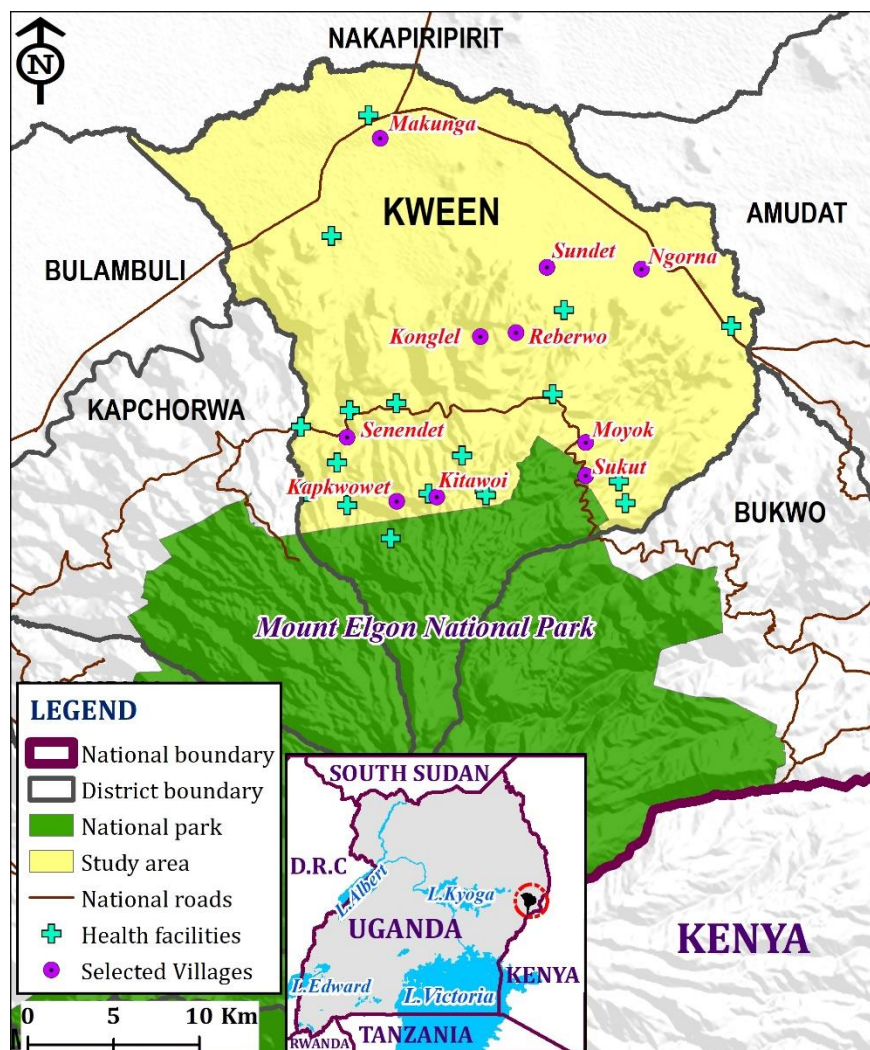 N
NAKAPIRIPIRIT
Makunga
KWEEN
AMUDAT
Sundet
Ngorna
BULAMBULI
Konglel
Reberwo
KAPCHORWA
Senendet
Moyok
Sukut
Kapkwowet
Kitawoi
BUKWO
Mount Elgon National Park
LEGEND
National boundary
District boundary
National park
Study area
National roads
Health facilities
Selected Villages
0 5 10 Km
SOUTH SUDAN
D.R.C
L.Albert
L.Kyoga
UGANDA
L.Edward
L.Victoria
KENYA
RWANDA
TANZANIA
KENYA